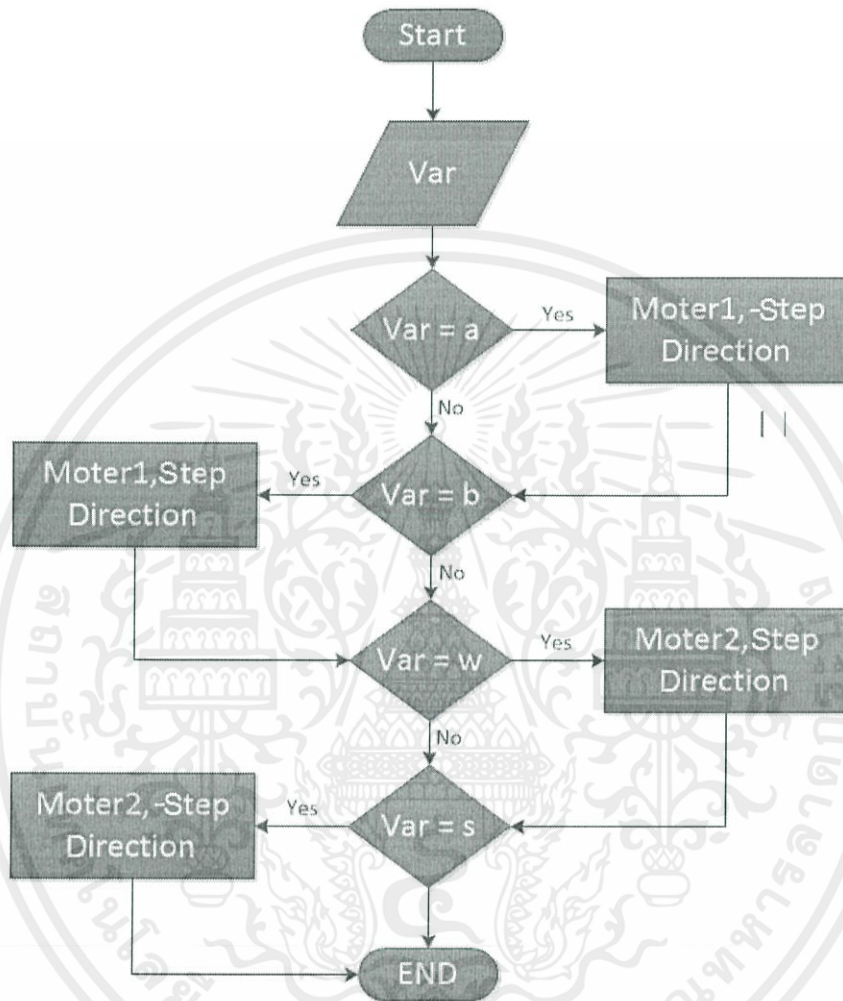 Start
Var
Var = a
Yes
Moter1,-Step
Direction
No
Var = b
Yes
Moter1,Step
Direction
No
Var = w
Yes
Moter2,Step
Direction
No
Var = s
Yes
Moter2,-Step
Direction
END